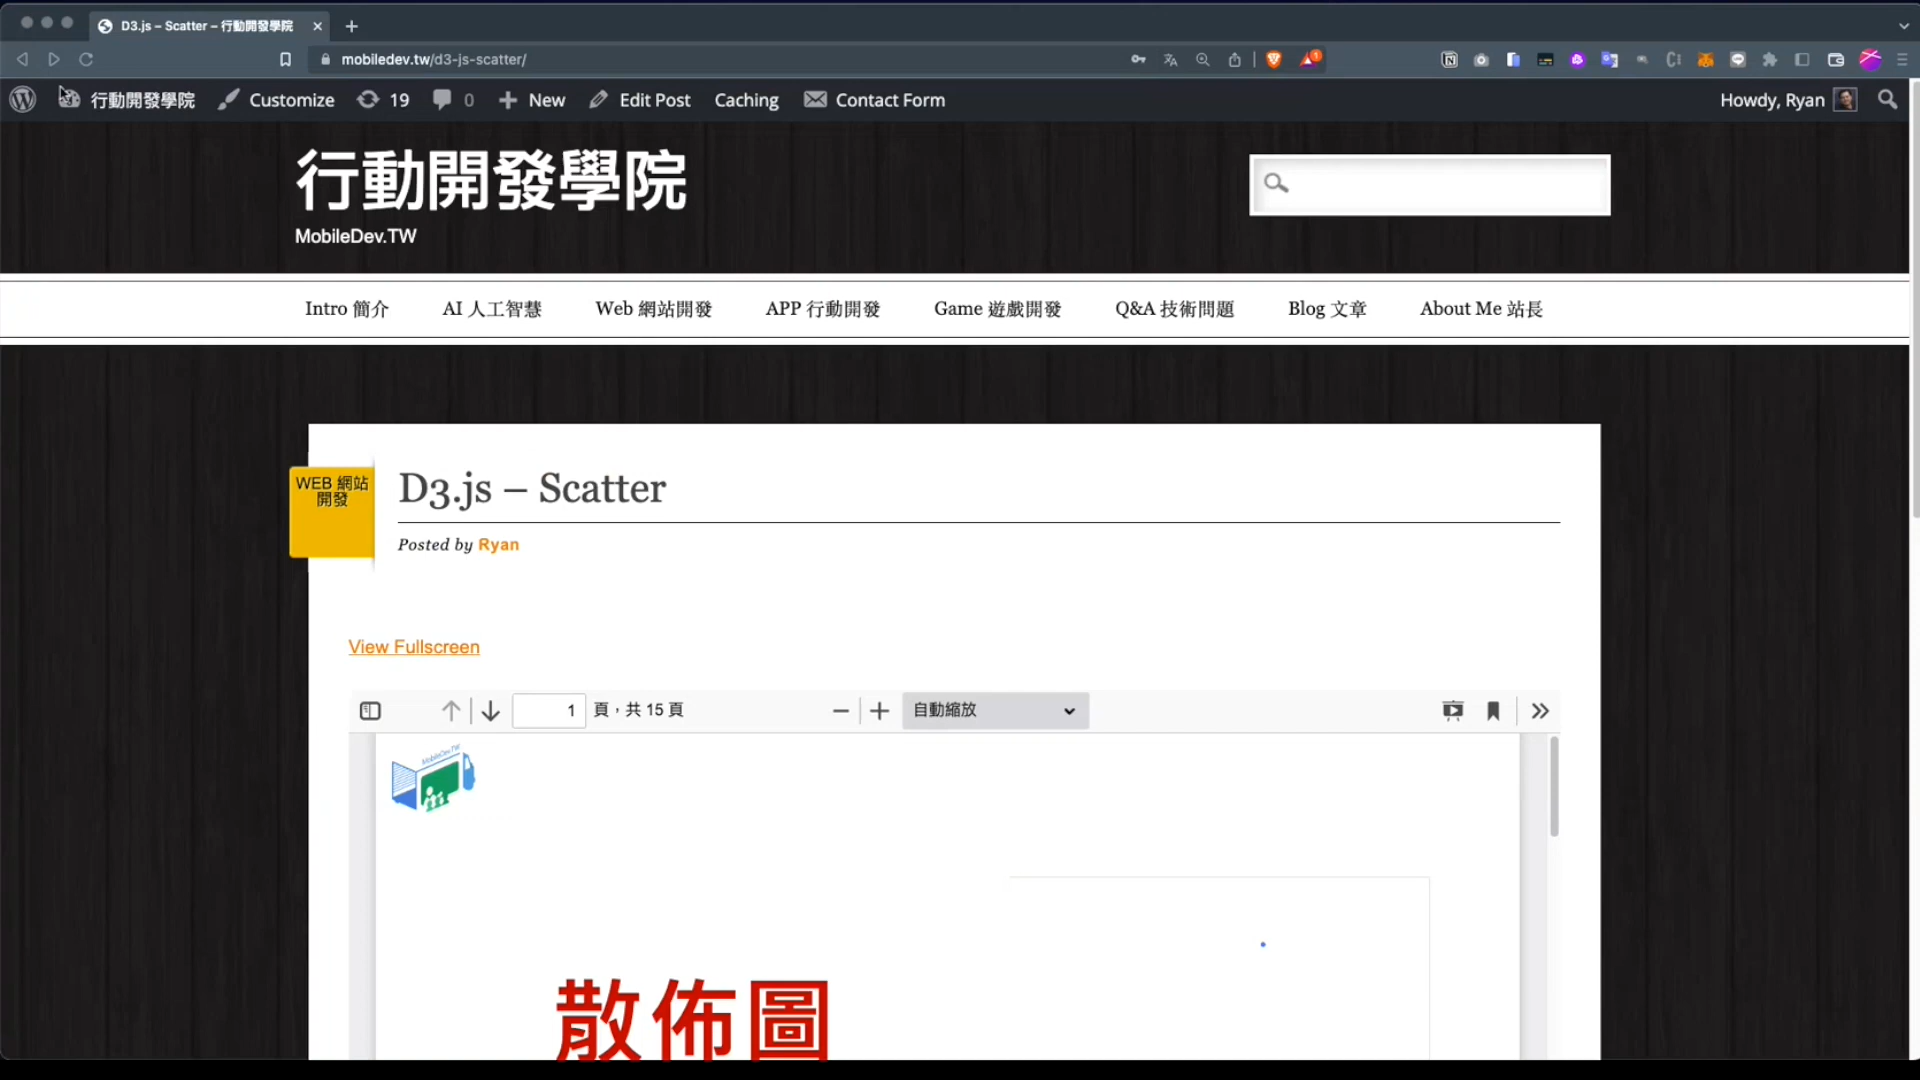 D3.js – Scatter – 行動開發學院
mobiledev.tw/d3-js-scatter/
行動開發學院 Customize 19 0 New Edit Post Caching Contact Form Howdy, Ryan
行動開發學院
MobileDev.TW
Intro 簡介 AI 人工智慧 Web 網站開發 APP 行動開發 Game 遊戲開發 Q&A 技術問題 Blog 文章 About Me 站長
WEB 網站
開發
D3.js – Scatter
Posted by Ryan
View Fullscreen
1 頁，共 15 頁 自動縮放
MobileDev.TW
散佈圖